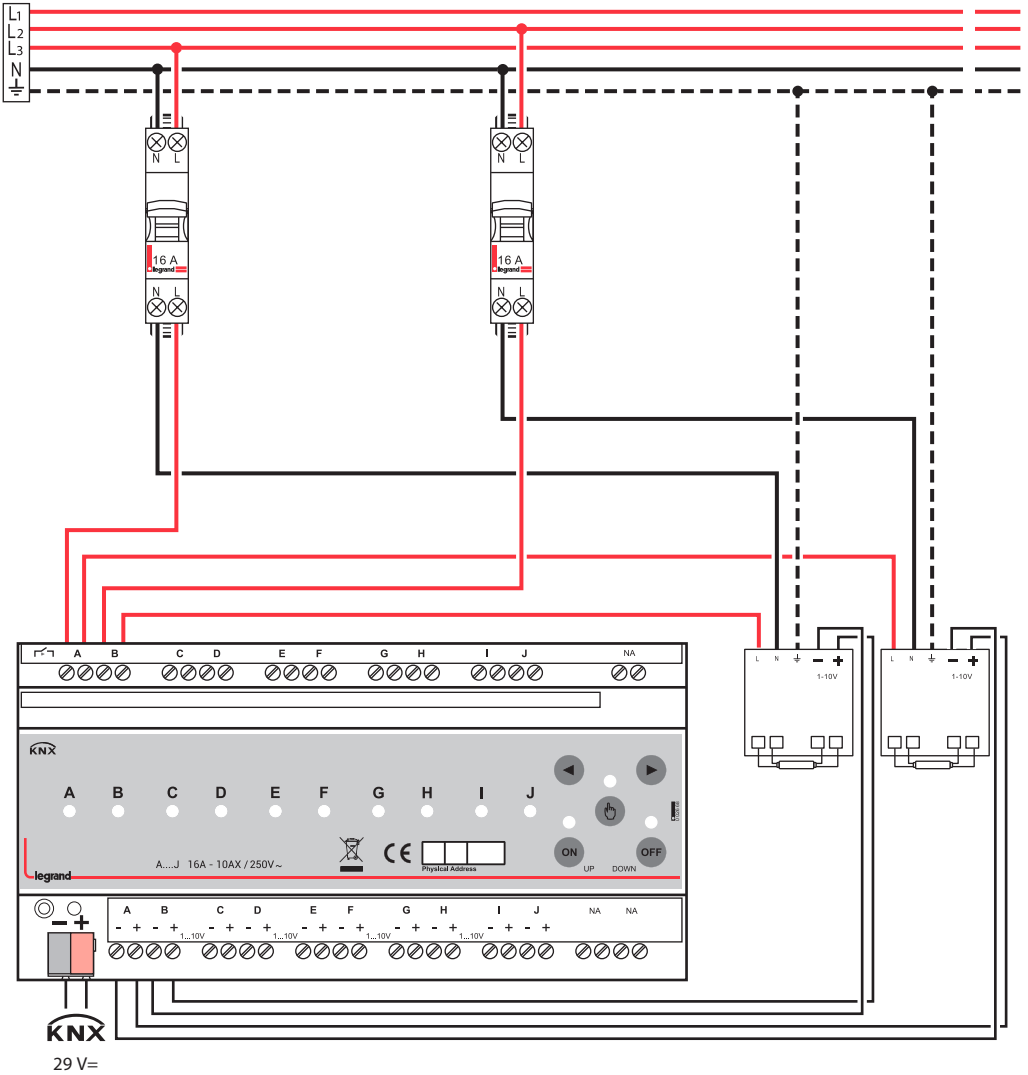 L1
L2
L3
N
N L
N L
16 A
legrand
16 A
legrand
N L
N L
A B C D E F G H I J NA
L N - +
1-10V
L N - +
1-10V
KNX
A B C D E F G H I J
A....J 16A - 10AX / 250V ~
CE
Physical Address
ON
UP
DOWN
OFF
legrand
- +
A B C D E F G H I J NA NA
- + - + 1...10V - + - + 1...10V - + - + 1...10V - + - + 1...10V - + - +
KNX
29 V=